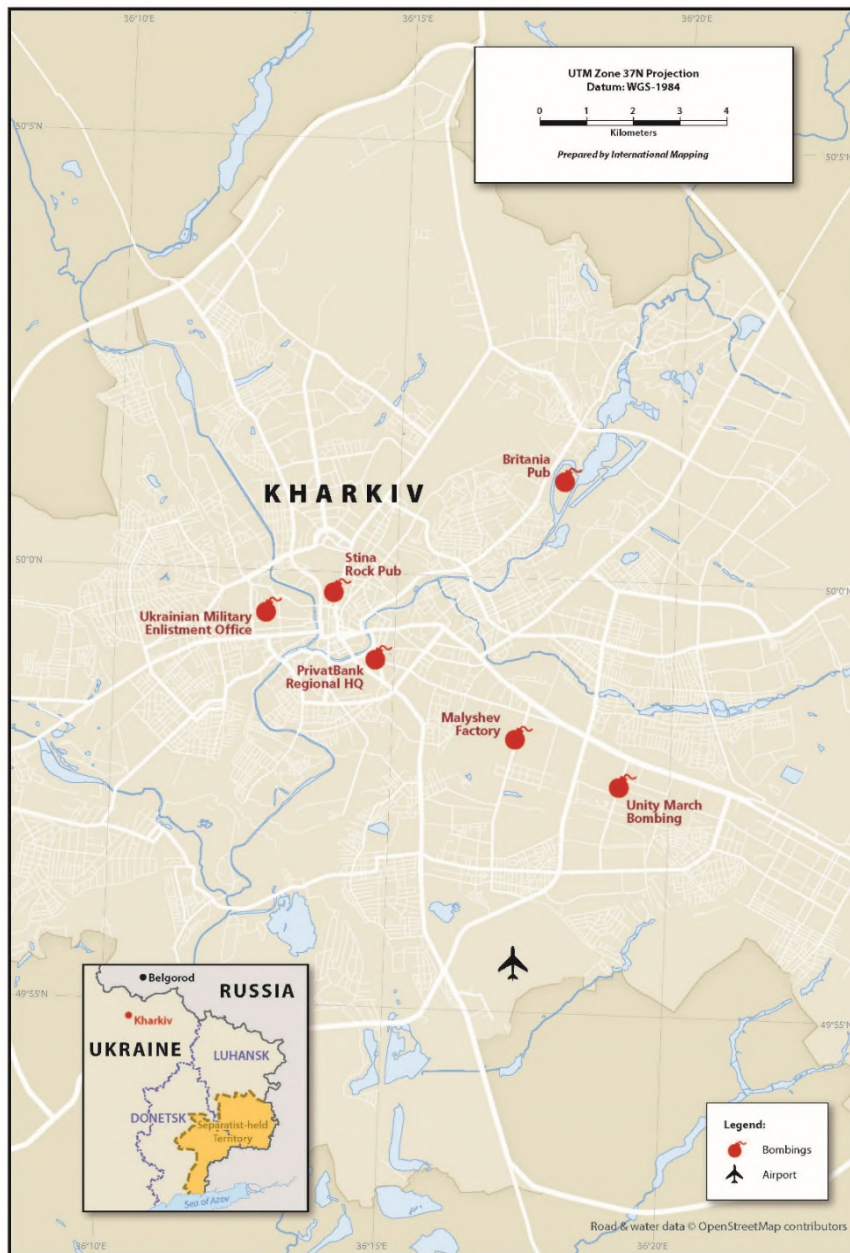 36°10'E
36°15'E
36°20'E
UTM Zone 37N Projection
Datum: WGS-1984
0 1 2 3 4
Kilometers
Prepared by International Mapping
50°5'N
50°5'N
Britania
Pub
KHARKIV
50°0'N
Stina
Rock Pub
50°0'N
Ukrainian Military
Enlistment Office
PrivatBank
Regional HQ
Malyshev
Factory
Unity March
Bombing
49°55'N
49°55'N
Belgorod
RUSSIA
Kharkiv
UKRAINE
LUHANSK
DONETSK
Separatist-held
Territory
Sea of Azov
Legend:
Bombings
Airport
Road & water data © OpenStreetMap contributors
36°10'E
36°15'E
36°20'E